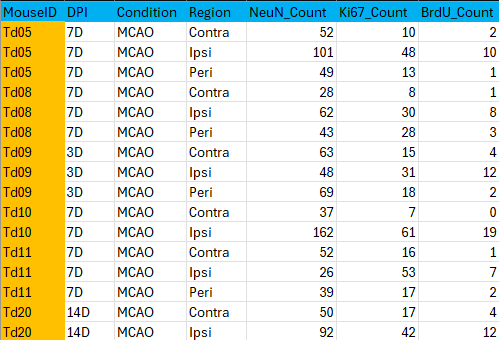 MouseID DPI Condition Region NeuN_Count Ki67_Count BrdU_Count
Td05 7D MCAO Contra 52 10 2
Td05 7D MCAO Ipsi 101 48 10
Td05 7D MCAO Peri 49 13 1
Td08 7D MCAO Contra 28 8 1
Td08 7D MCAO Ipsi 62 30 8
Td08 7D MCAO Peri 43 28 3
Td09 3D MCAO Contra 63 15 4
Td09 3D MCAO Ipsi 48 31 12
Td09 3D MCAO Peri 69 18 2
Td10 7D MCAO Contra 37 7 0
Td10 7D MCAO Ipsi 162 61 19
Td11 7D MCAO Contra 52 16 1
Td11 7D MCAO Ipsi 26 53 7
Td11 7D MCAO Peri 39 17 2
Td20 14D MCAO Contra 50 17 4
Td20 14D MCAO Ipsi 92 42 12